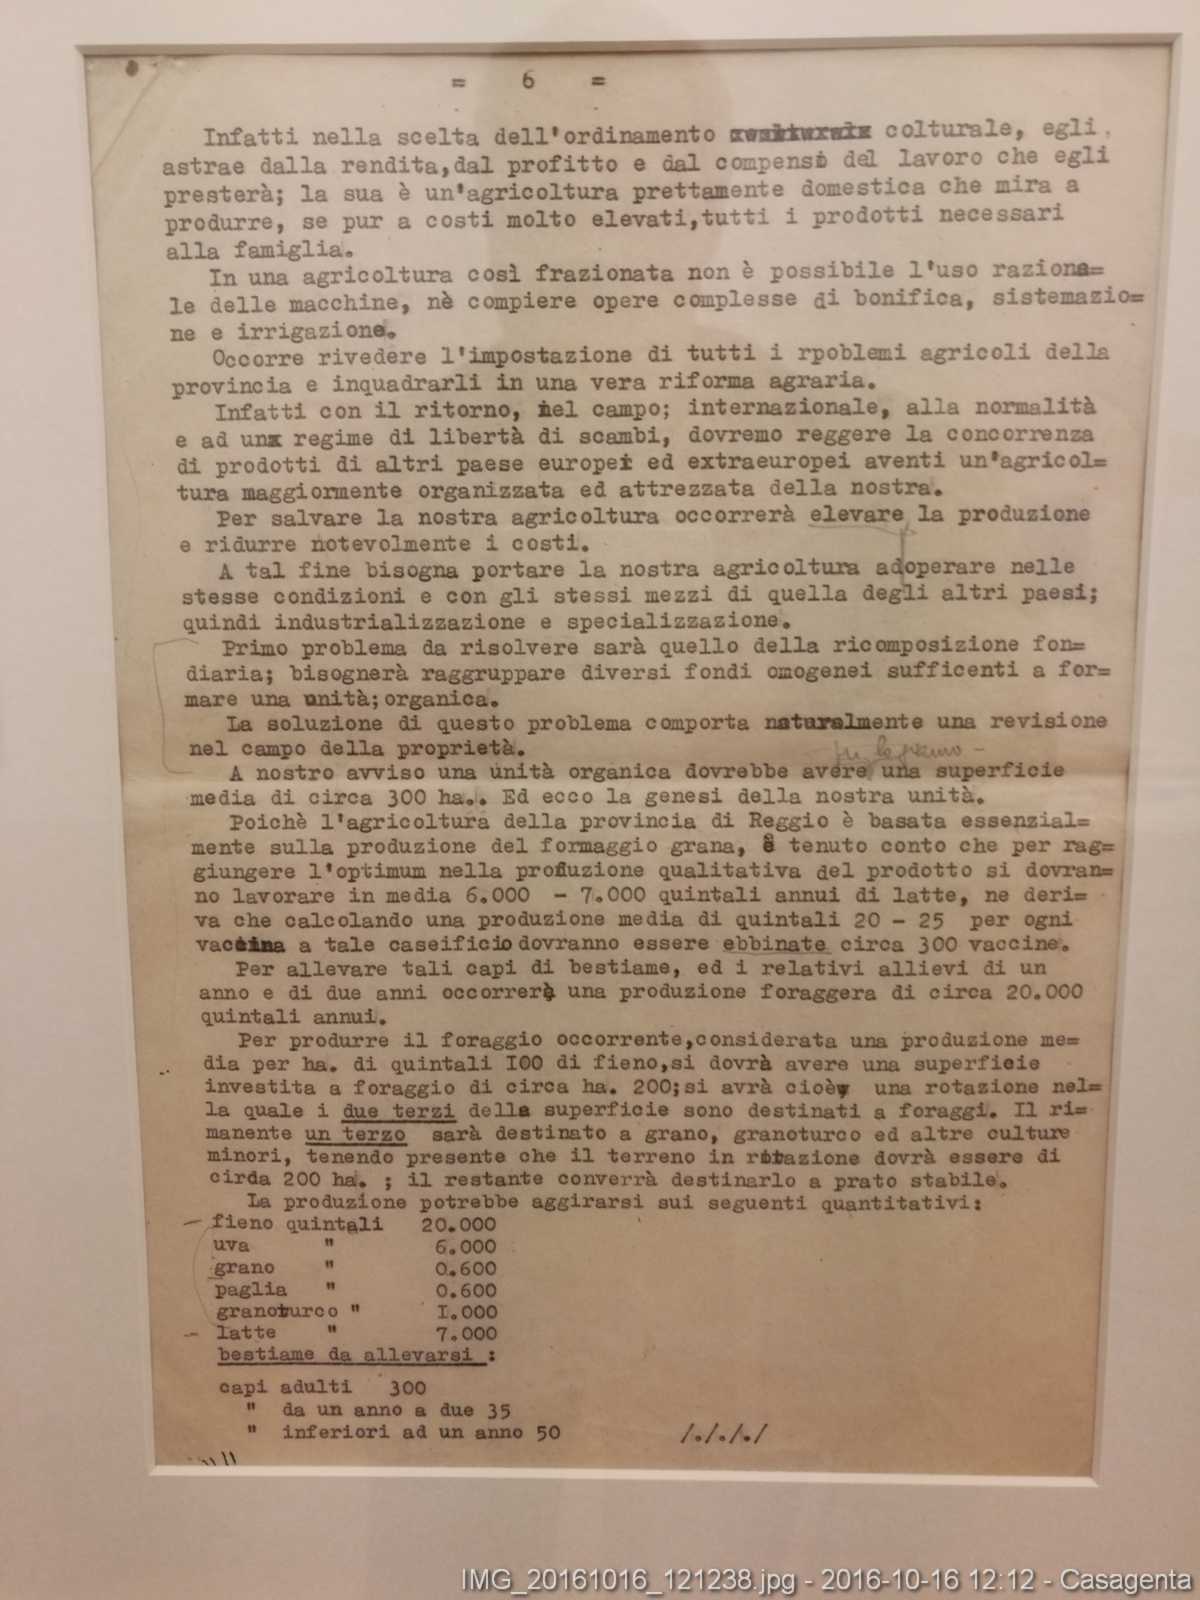 = 6 =
Infatti nella scelta dell'ordinamento colturale, egli
astrae dalla rendita,dal profitto e dal compensi del lavoro che egli
presterà; la sua è un'agricoltura prettamente domestica che mira a
produrre, se pur a costi molto elevati,tutti i prodotti necessari
alla famiglia.
In una agricoltura così frazionata non è possibile l'uso raziona=
le delle macchine, nè compiere opere complesse di bonifica, sistemazio=
ne e irrigazione.
Occorre rivedere l'impostazione di tutti i rpoblemi agricoli della
provincia e inquadrarli in una vera riforma agraria.
Infatti con il ritorno, nel campo; internazionale, alla normalità
e ad un regime di libertà di scambi, dovremo reggere la concorrenza
di prodotti di altri paese europei ed extraeuropei aventi un'agricol=
tura maggiormente organizzata ed attrezzata della nostra.
Per salvare la nostra agricoltura occorrerà elevare la produzione
e ridurre notevolmente i costi.
A tal fine bisogna portare la nostra agricoltura adoperare nelle
stesse condizioni e con gli stessi mezzi di quella degli altri paesi;
quindi industrializzazione e specializzazione.
Primo problema da risolvere sarà quello della ricomposizione fon=
diaria; bisognerà raggruppare diversi fondi omogenei sufficenti a for=
mare una unità;organica.
La soluzione di questo problema comporta naturalmente una revisione
nel campo della proprietà.
A nostro avviso una unità organica dovrebbe avere una superficie
media di circa 300 ha.. Ed ecco la genesi della nostra unità.
Poichè l'agricoltura della provincia di Reggio è basata essenzial=
mente sulla produzione del formaggio grana, e tenuto conto che per rag=
giungere l'optimum nella produzione qualitativa del prodotto si dovran=
no lavorare in media 6.000 - 7.000 quintali annui di latte, ne deri=
va che calcolando una produzione media di quintali 20 - 25 per ogni
vaccina a tale caseificio dovranno essere ebbinate circa 300 vaccine.
Per allevare tali capi di bestiame, ed i relativi allievi di un
anno e di due anni occorrerà una produzione foraggera di circa 20.000
quintali annui.
Per produrre il foraggio occorrente,considerata una produzione me=
dia per ha. di quintali I00 di fieno,si dovrà avere una superficie
investita a foraggio di circa ha. 200;si avrà cioè una rotazione nel=
la quale i due terzi della superficie sono destinati a foraggi. Il ri=
manente un terzo sarà destinato a grano, granoturco ed altre culture
minori, tenendo presente che il terreno in rotazione dovrà essere di
cirda 200 ha. ; il restante converrà destinarlo a prato stabile.
La produzione potrebbe aggirarsi sui seguenti quantitativi:
fieno quintali 20.000
uva " 6.000
grano " 0.600
paglia " 0.600
granoturco " I.000
latte " 7.000
bestiame da allevarsi :
capi adulti 300
" da un anno a due 35
" inferiori ad un anno 50 /./././
IMG_20161016_121238.jpg - 2016-10-16 12:12 - Casagenta